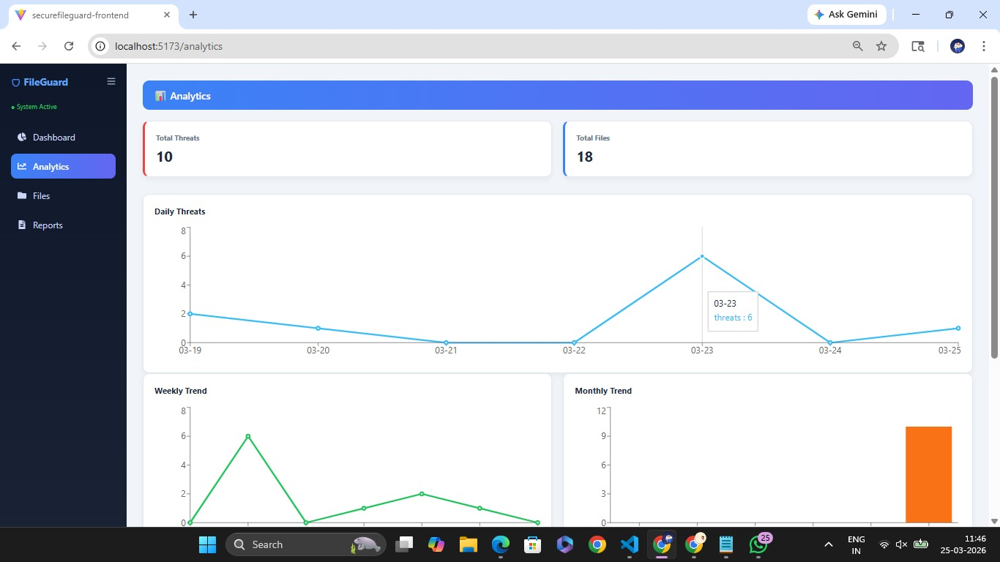 securefileguard-frontend
Ask Gemini
localhost:5173/analytics
FileGuard
System Active
Dashboard
Analytics
Files
Reports
Analytics
Total Threats
10
Total Files
18
Daily Threats
8
6
4
2
0
03-19 03-20 03-21 03-22 03-23 03-24 03-25
03-23
threats : 6
Weekly Trend
8
6
4
2
0
Monthly Trend
12
9
6
3
0
Search
25
ENG
IN
11:46
25-03-2026